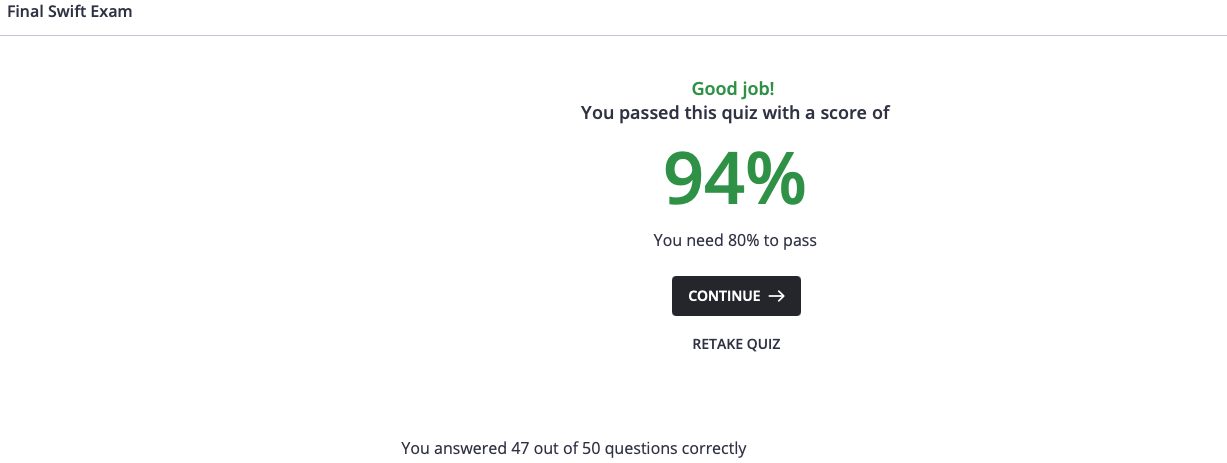 Final Swift Exam
Good job!
You passed this quiz with a score of
94%
You need 80% to pass
CONTINUE →
RETAKE QUIZ
You answered 47 out of 50 questions correctly